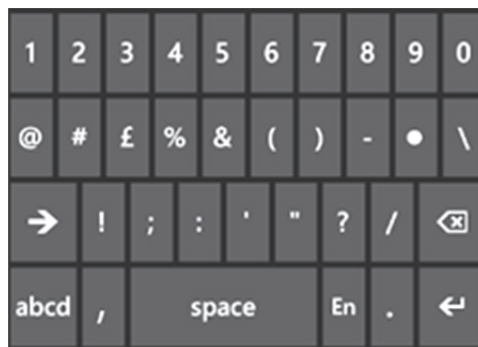 1 2 3 4 5 6 7 8 9 0
@ # £ % & ( ) - ● \
→ ! ; : ' " ? / ⌫
abcd , space En . ↵